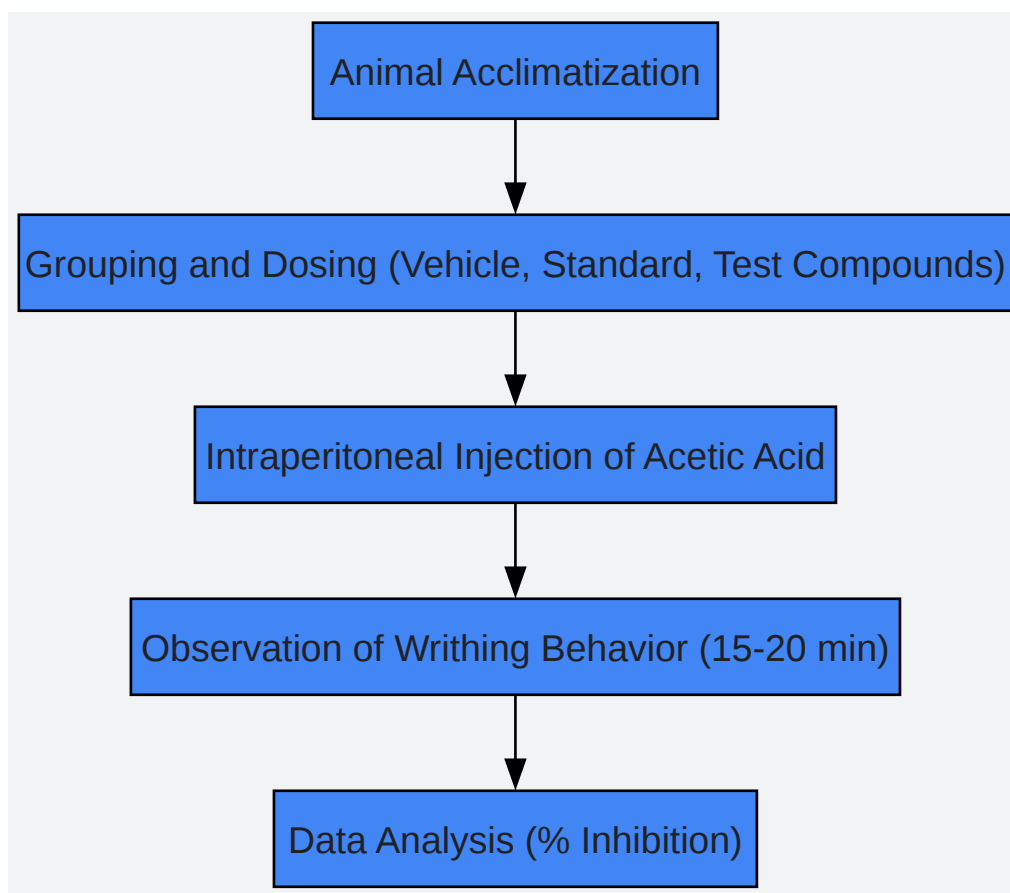 Animal Acclimatization
Grouping and Dosing (Vehicle, Standard, Test Compounds)
Intraperitoneal Injection of Acetic Acid
Observation of Writhing Behavior (15-20 min)
Data Analysis (% Inhibition)